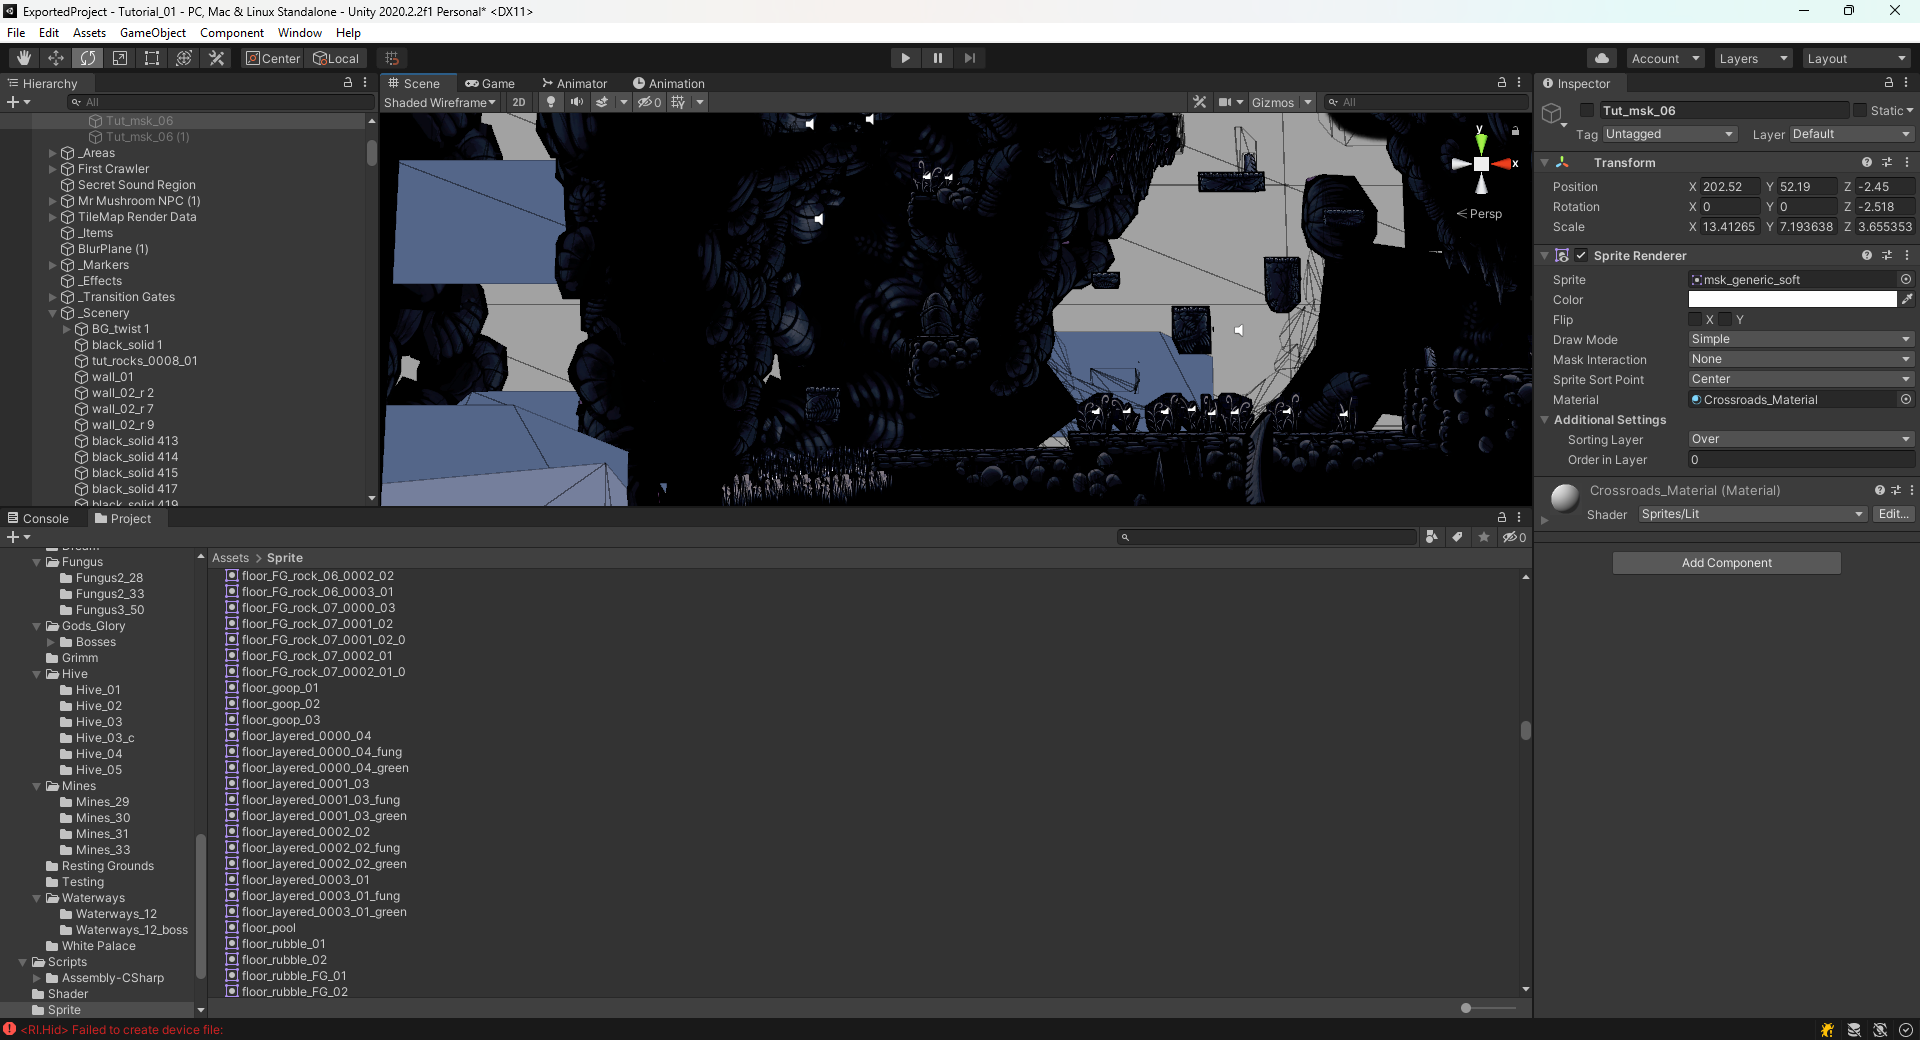 ExportedProject - Tutorial_01 - PC, Mac & Linux Standalone - Unity 2020.2.2f1 Personal* <DX11>
File Edit Assets GameObject Component Window Help
Center Local Account Layers Layout
Hierarchy
All
Tut_msk_06
Tut_msk_06 (1)
_Areas
First Crawler
Secret Sound Region
Mr Mushroom NPC (1)
TileMap Render Data
_Items
BlurPlane (1)
_Markers
_Effects
_Transition Gates
_Scenery
BG_twist 1
black_solid 1
tut_rocks_0008_01
wall_01
wall_02_r 2
wall_02_r 7
wall_02_r 9
black_solid 413
black_solid 414
black_solid 415
black_solid 417
black_solid 419
Scene Game Animator Animation
Shaded Wireframe 2D 0 Gizmos All
y
x
Persp
Inspector
Tut_msk_06 Static
Tag Untagged Layer Default
Transform
Position X 202.52 Y 52.19 Z -2.45
Rotation X 0 Y 0 Z -2.518
Scale X 13.41265 Y 7.193638 Z 3.655353
Sprite Renderer
Sprite msk_generic_soft
Color
Flip X Y
Draw Mode Simple
Mask Interaction None
Sprite Sort Point Center
Material Crossroads_Material
Additional Settings
Sorting Layer Over
Order in Layer 0
Crossroads_Material (Material)
Shader Sprites/Lit Edit...
Add Component
Console Project
0
Dream
Fungus
Fungus2_28
Fungus2_33
Fungus3_50
Gods_Glory
Bosses
Grimm
Hive
Hive_01
Hive_02
Hive_03
Hive_03_c
Hive_04
Hive_05
Mines
Mines_29
Mines_30
Mines_31
Mines_33
Resting Grounds
Testing
Waterways
Waterways_12
Waterways_12_boss
White Palace
Scripts
Assembly-CSharp
Shader
Sprite
Assets > Sprite
floor_FG_rock_06_0002_02
floor_FG_rock_06_0003_01
floor_FG_rock_07_0000_03
floor_FG_rock_07_0001_02
floor_FG_rock_07_0001_02_0
floor_FG_rock_07_0002_01
floor_FG_rock_07_0002_01_0
floor_goop_01
floor_goop_02
floor_goop_03
floor_layered_0000_04
floor_layered_0000_04_fung
floor_layered_0000_04_green
floor_layered_0001_03
floor_layered_0001_03_fung
floor_layered_0001_03_green
floor_layered_0002_02
floor_layered_0002_02_fung
floor_layered_0002_02_green
floor_layered_0003_01
floor_layered_0003_01_fung
floor_layered_0003_01_green
floor_pool
floor_rubble_01
floor_rubble_02
floor_rubble_FG_01
floor_rubble_FG_02
<RI.Hid> Failed to create device file: